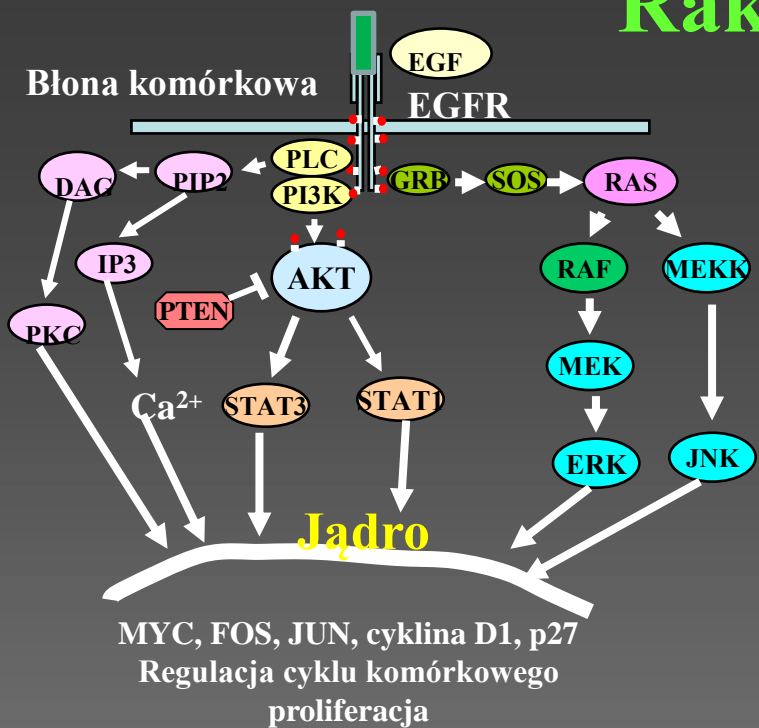 Rak
EGF
Błona komórkowa
EGFR
PLC
DAG
PIP2
PI3K
GRB
SOS
RAS
IP3
AKT
RAF
MEKK
PTEN
PKC
MEK
Ca²⁺
STAT3
STAT1
ERK
JNK
Jądro
MYC, FOS, JUN, cyklina D1, p27
Regulacja cyklu komórkowego
proliferacja